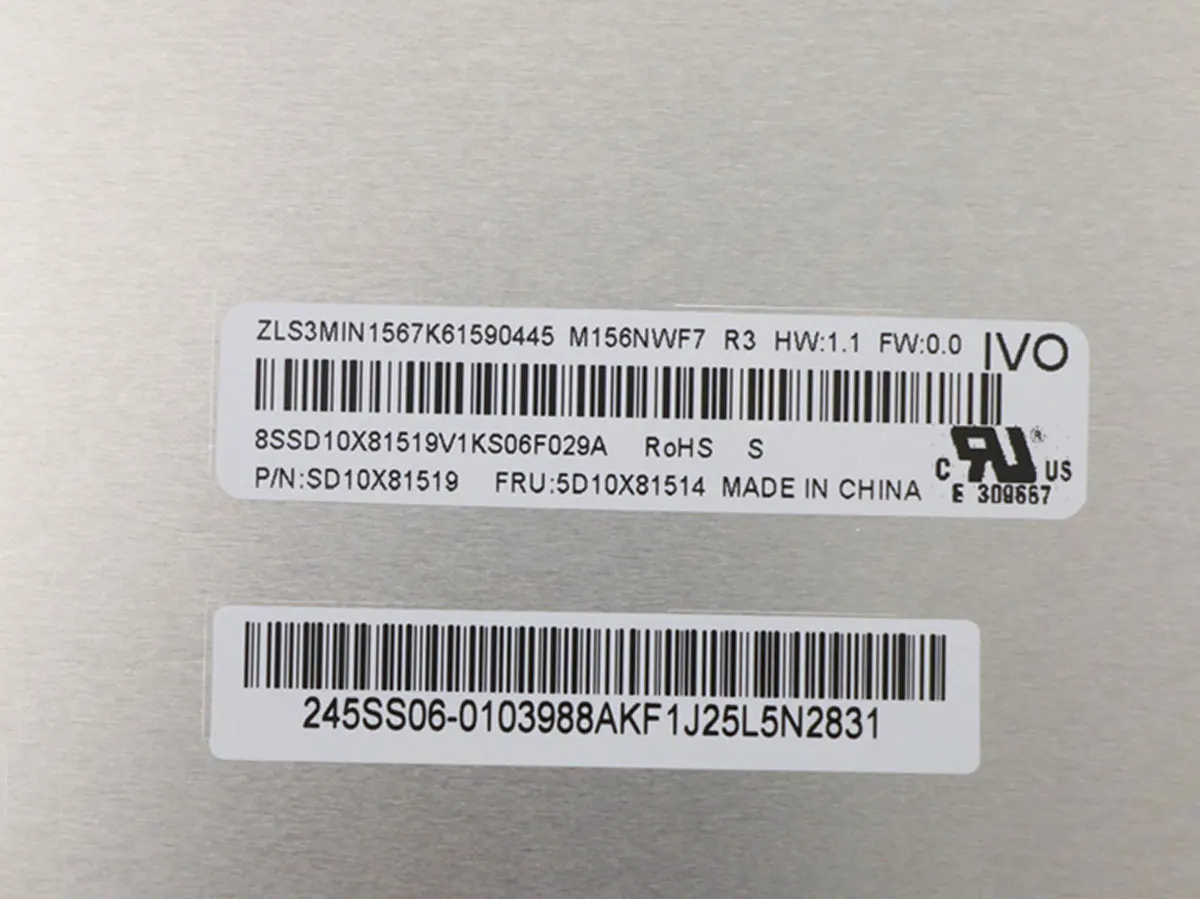 ZLS3MIN1567K61590445 M156NWF7 R3 HW:1.1 FW:0.0 IVO
8SSD10X81519V1KS06F029A RoHS S
P/N:SD10X81519 FRU:5D10X81514 MADE IN CHINA
C RU ® US
E 309667
245SS06-0103988AKF1J25L5N2831